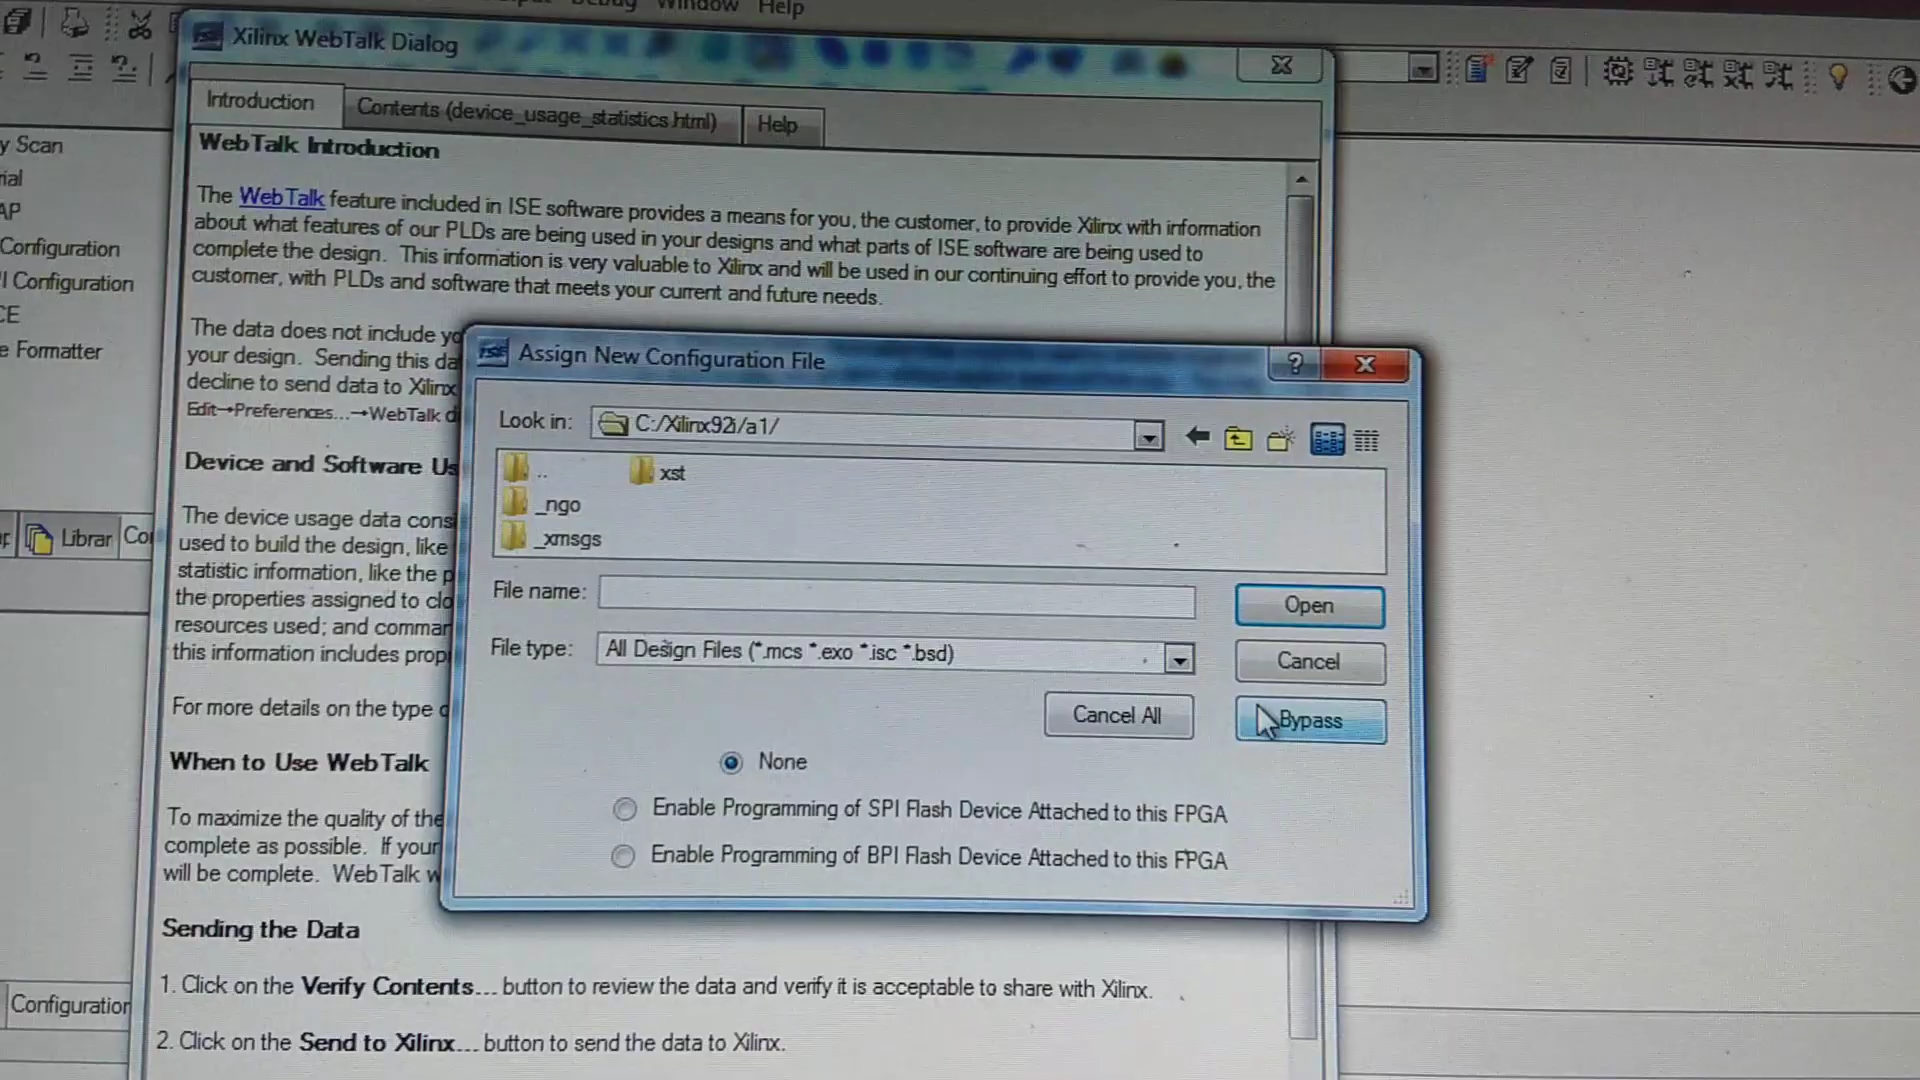 Window Help
Xilinx WebTalk Dialog
Introduction
Contents (device_usage_statistics.html)
Help
WebTalk Introduction
The WebTalk feature included in ISE software provides a means for you, the customer, to provide Xilinx with information
about what features of our PLDs are being used in your designs and what parts of ISE software are being used to
complete the design. This information is very valuable to Xilinx and will be used in our continuing effort to provide you, the
customer, with PLDs and software that meets your current and future needs.
The data does not include yo
your design. Sending this da
decline to send data to Xilinx
Edit→Preferences...→WebTalk d
Device and Software Us
The device usage data consi
used to build the design, like
statistic information, like the p
the properties assigned to clo
resources used; and commar
this information includes prop
For more details on the type o
When to Use WebTalk
To maximize the quality of the
complete as possible. If your
will be complete. WebTalk w
Sending the Data
1. Click on the Verify Contents... button to review the data and verify it is acceptable to share with Xilinx.
2. Click on the Send to Xilinx... button to send the data to Xilinx.
y Scan
rial
AP
Configuration
I Configuration
CE
e Formatter
Librar
Co
Configuration
ISE
Assign New Configuration File
?
Look in:
C:/Xilinx92i/a1/
..
xst
_ngo
_xmsgs
File name:
Open
File type:
All Design Files (*.mcs *.exo *.isc *.bsd)
Cancel
Cancel All
Bypass
None
Enable Programming of SPI Flash Device Attached to this FPGA
Enable Programming of BPI Flash Device Attached to this FPGA